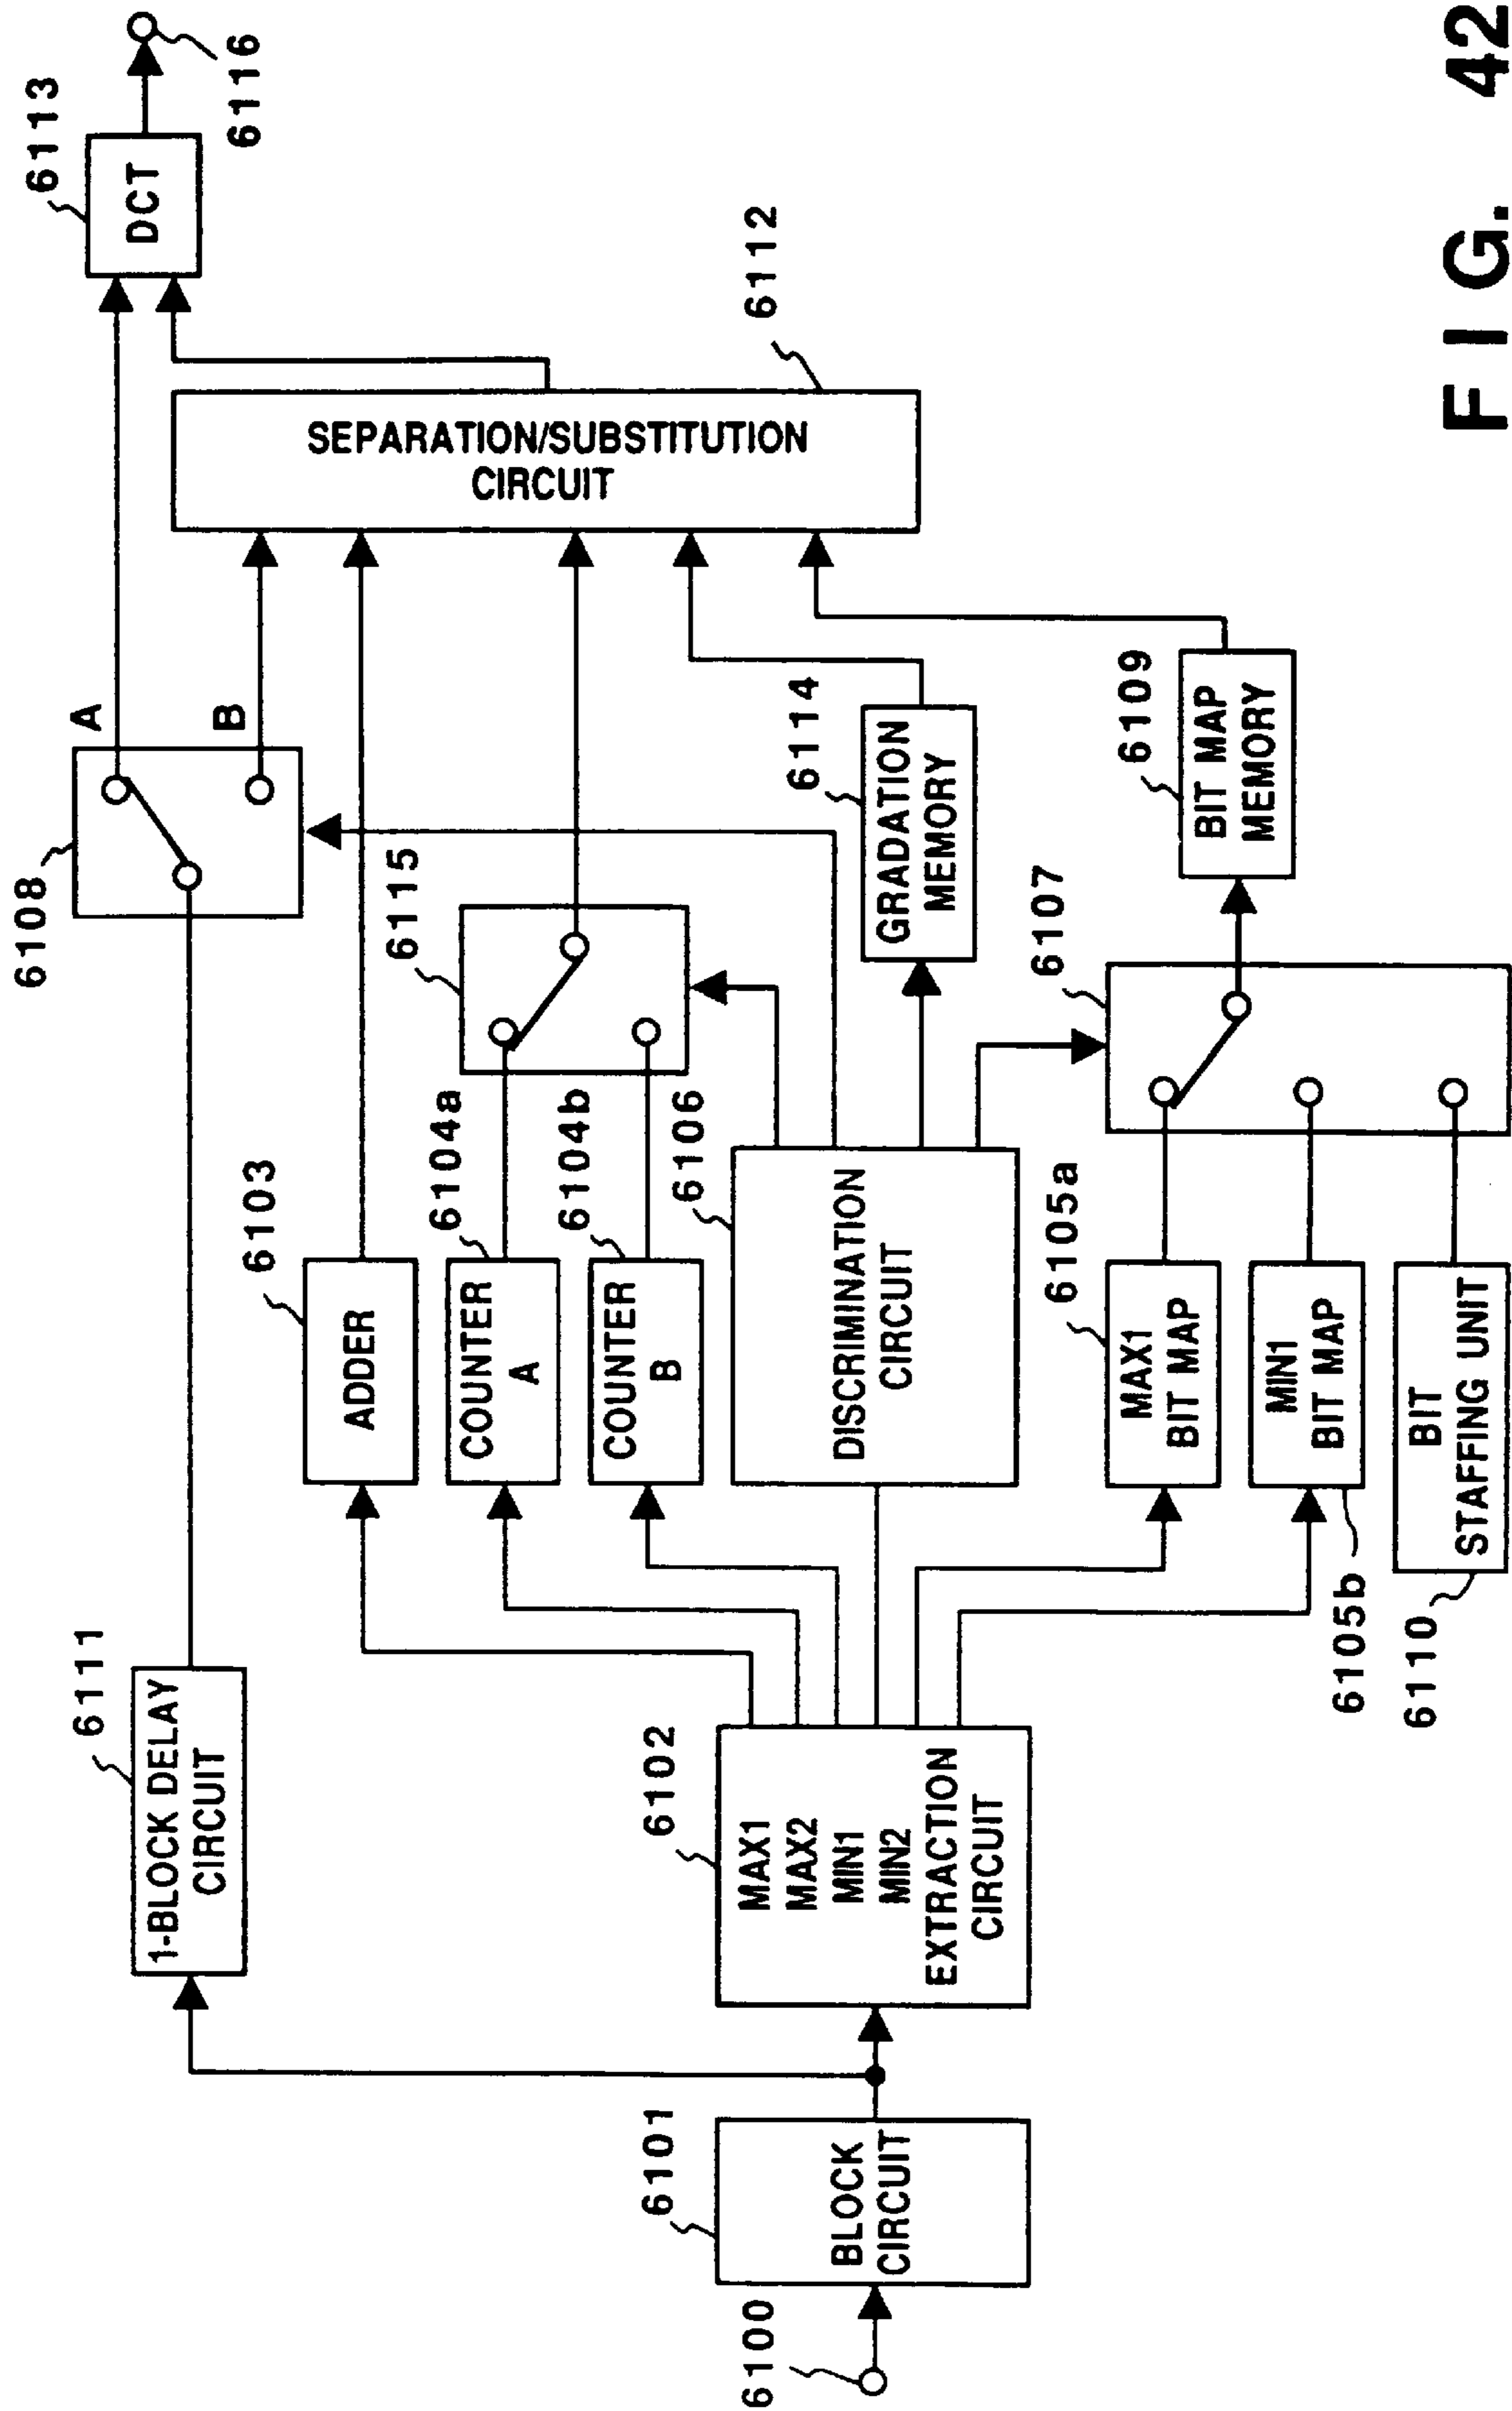 6100
6101
BLOCK
CIRCUIT
6111
1-BLOCK DELAY
CIRCUIT
6102
MAX1
MAX2
MIN1
MIN2
EXTRACTION
CIRCUIT
6103
ADDER
6104a
COUNTER
A
6104b
COUNTER
B
6106
DISCRIMINATION
CIRCUIT
6105a
MAX1
BIT MAP
MIN1
BIT MAP
6105b
BIT
STAFFING UNIT
6110
6108
A
B
6115
6114
GRADATION
MEMORY
6107
6109
BIT MAP
MEMORY
SEPARATION/SUBSTITUTION
CIRCUIT
6112
6113
DCT
6116
FIG. 42